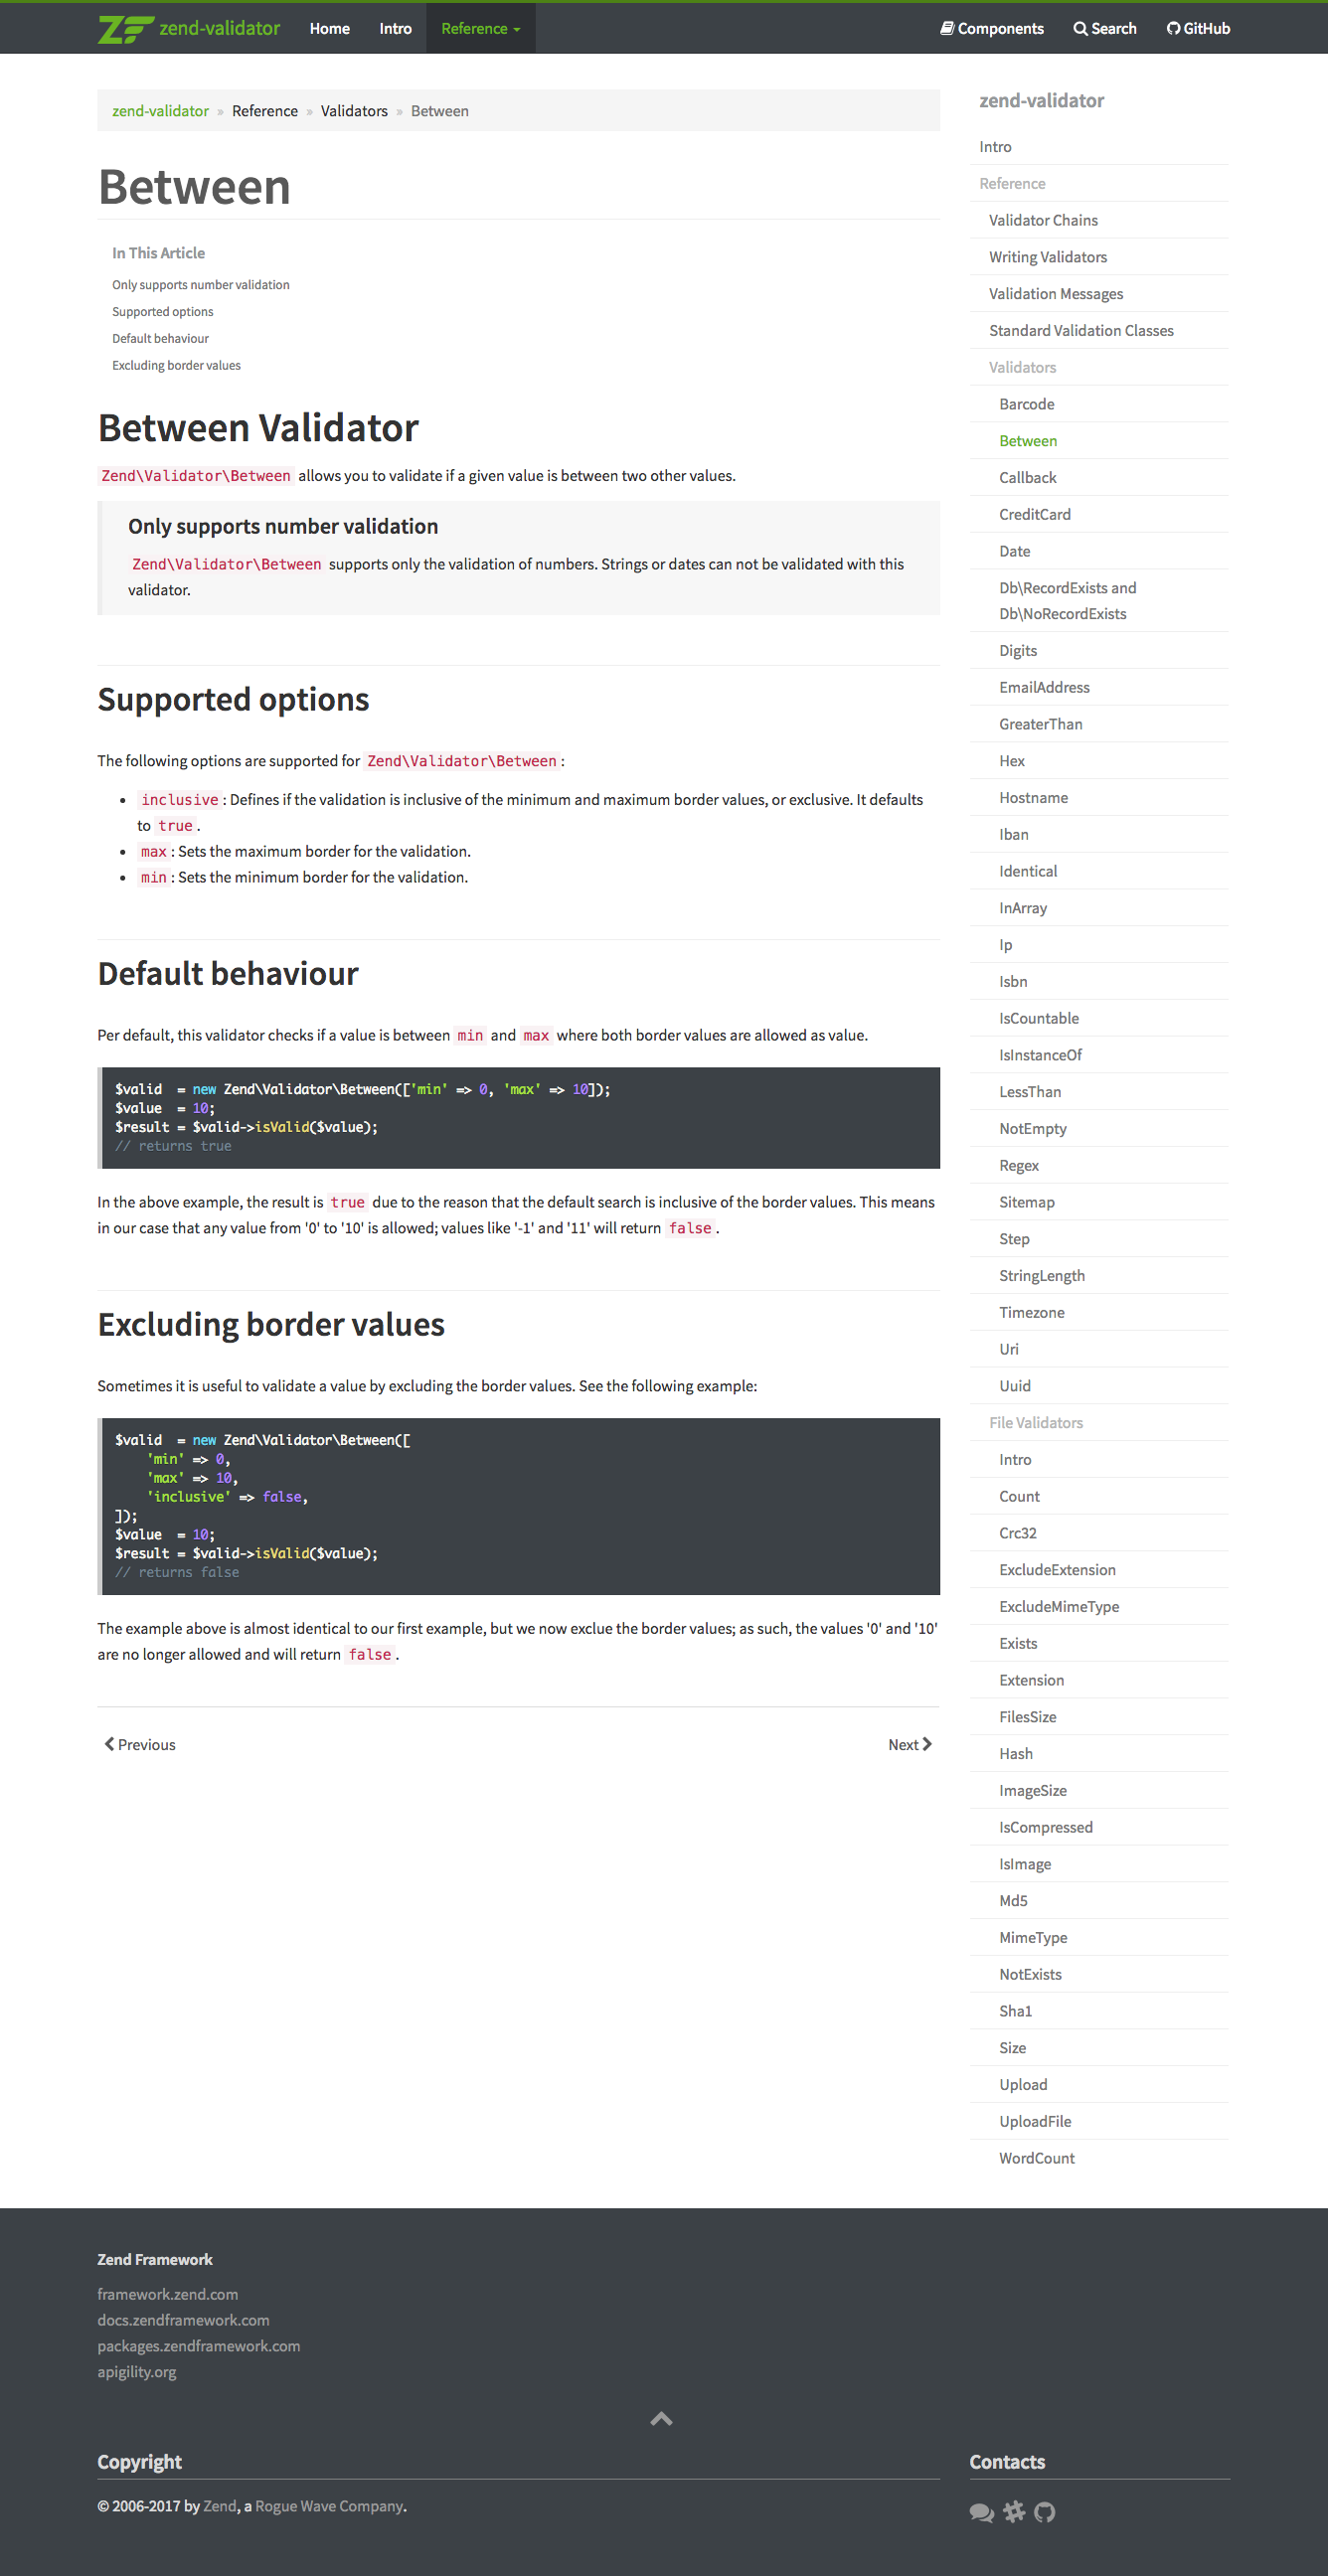 ZF zend-validator Home Intro Reference Components Search GitHub
zend-validator » Reference » Validators » Between
Between
In This Article
Only supports number validation
Supported options
Default behaviour
Excluding border values
Between Validator
Zend\Validator\Between allows you to validate if a given value is between two other values.
Only supports number validation
Zend\Validator\Between supports only the validation of numbers. Strings or dates can not be validated with this
validator.
Supported options
The following options are supported for Zend\Validator\Between:
• inclusive: Defines if the validation is inclusive of the minimum and maximum border values, or exclusive. It defaults
to true.
• max: Sets the maximum border for the validation.
• min: Sets the minimum border for the validation.
Default behaviour
Per default, this validator checks if a value is between min and max where both border values are allowed as value.
$valid  = new Zend\Validator\Between(['min' => 0, 'max' => 10]);
$value  = 10;
$result = $valid->isValid($value);
// returns true
In the above example, the result is true due to the reason that the default search is inclusive of the border values. This means
in our case that any value from '0' to '10' is allowed; values like '-1' and '11' will return false.
Excluding border values
Sometimes it is useful to validate a value by excluding the border values. See the following example:
$valid  = new Zend\Validator\Between([
    'min' => 0,
    'max' => 10,
    'inclusive' => false,
]);
$value  = 10;
$result = $valid->isValid($value);
// returns false
The example above is almost identical to our first example, but we now exclue the border values; as such, the values '0' and '10'
are no longer allowed and will return false.
Previous Next
zend-validator
Intro
Reference
Validator Chains
Writing Validators
Validation Messages
Standard Validation Classes
Validators
Barcode
Between
Callback
CreditCard
Date
Db\RecordExists and
Db\NoRecordExists
Digits
EmailAddress
GreaterThan
Hex
Hostname
Iban
Identical
InArray
Ip
Isbn
IsCountable
IsInstanceOf
LessThan
NotEmpty
Regex
Sitemap
Step
StringLength
Timezone
Uri
Uuid
File Validators
Intro
Count
Crc32
ExcludeExtension
ExcludeMimeType
Exists
Extension
FilesSize
Hash
ImageSize
IsCompressed
IsImage
Md5
MimeType
NotExists
Sha1
Size
Upload
UploadFile
WordCount
Zend Framework
framework.zend.com
docs.zendframework.com
packages.zendframework.com
apigility.org
Copyright
© 2006-2017 by Zend, a Rogue Wave Company.
Contacts